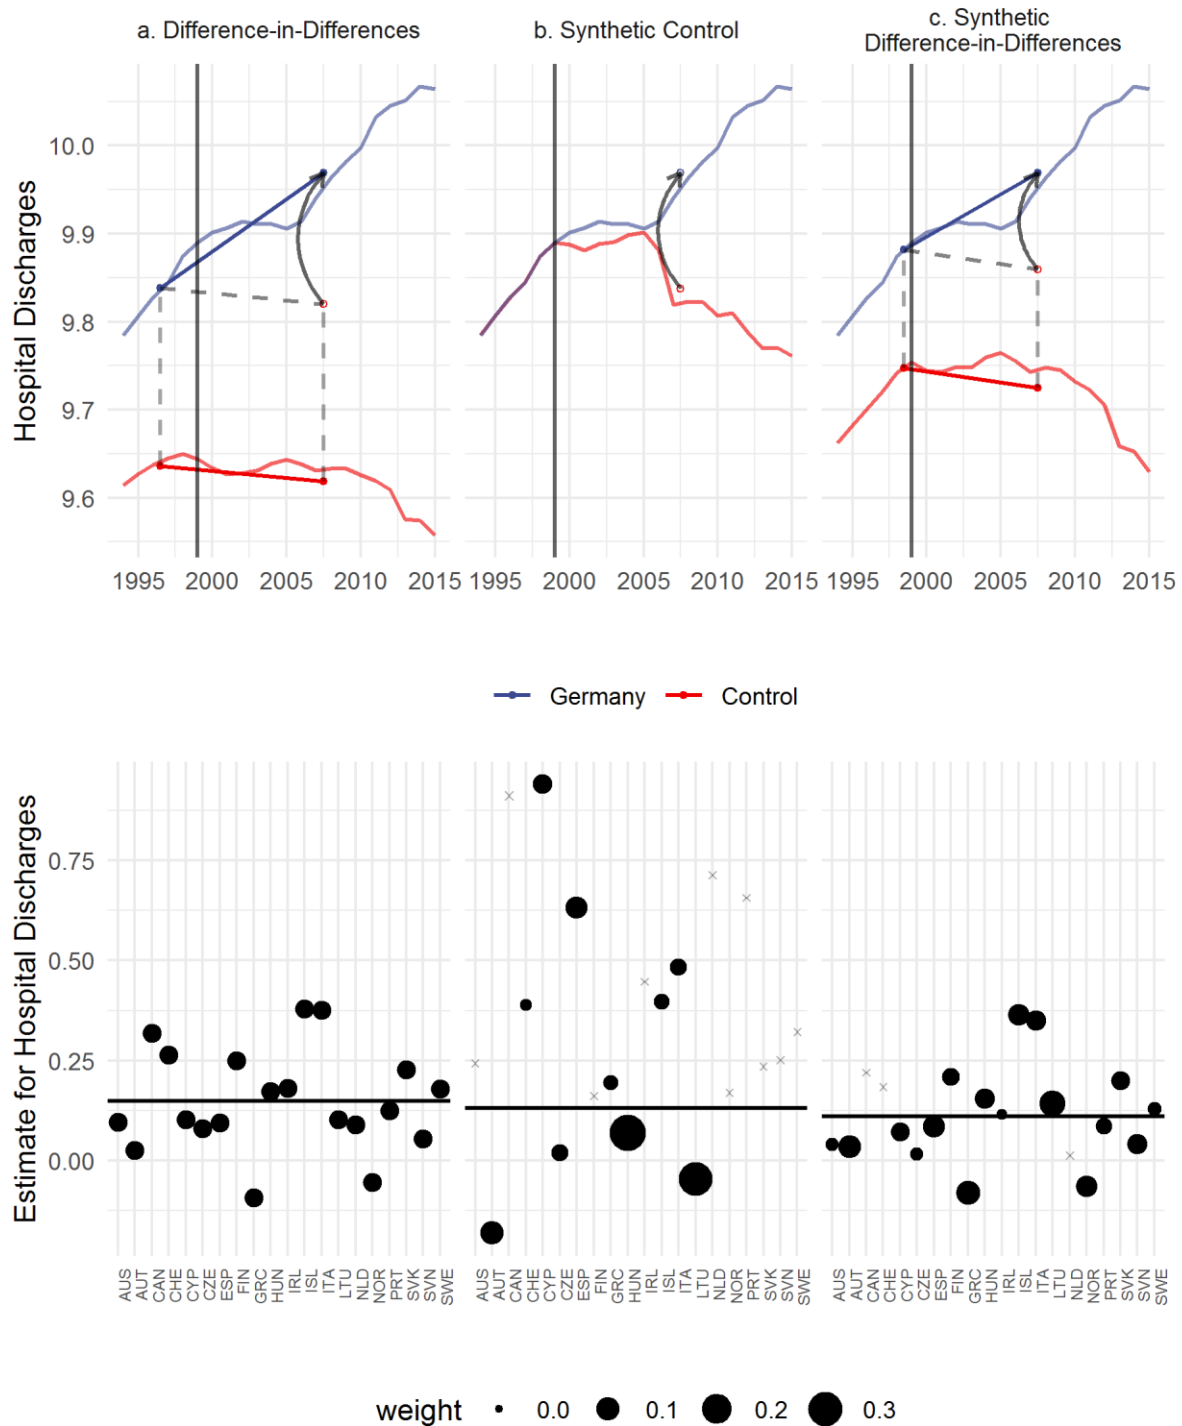 a. Difference-in-Differences
b. Synthetic Control
c. Synthetic
Difference-in-Differences
Hospital Discharges
10.0
9.9
9.8
9.7
9.6
1995 2000 2005 2010 2015
1995 2000 2005 2010 2015
1995 2000 2005 2010 2015
Germany Control
Estimate for Hospital Discharges
0.75
0.50
0.25
0.00
AUS AUT CAN CHE CYP CZE ESP FIN GRC HUN IRL ISL ITA LTU NLD NOR PRT SVK SVN SWE
AUS AUT CAN CHE CYP CZE ESP FIN GRC HUN IRL ISL ITA LTU NLD NOR PRT SVK SVN SWE
AUS AUT CAN CHE CYP CZE ESP FIN GRC HUN IRL ISL ITA LTU NLD NOR PRT SVK SVN SWE
weight 0.0 0.1 0.2 0.3